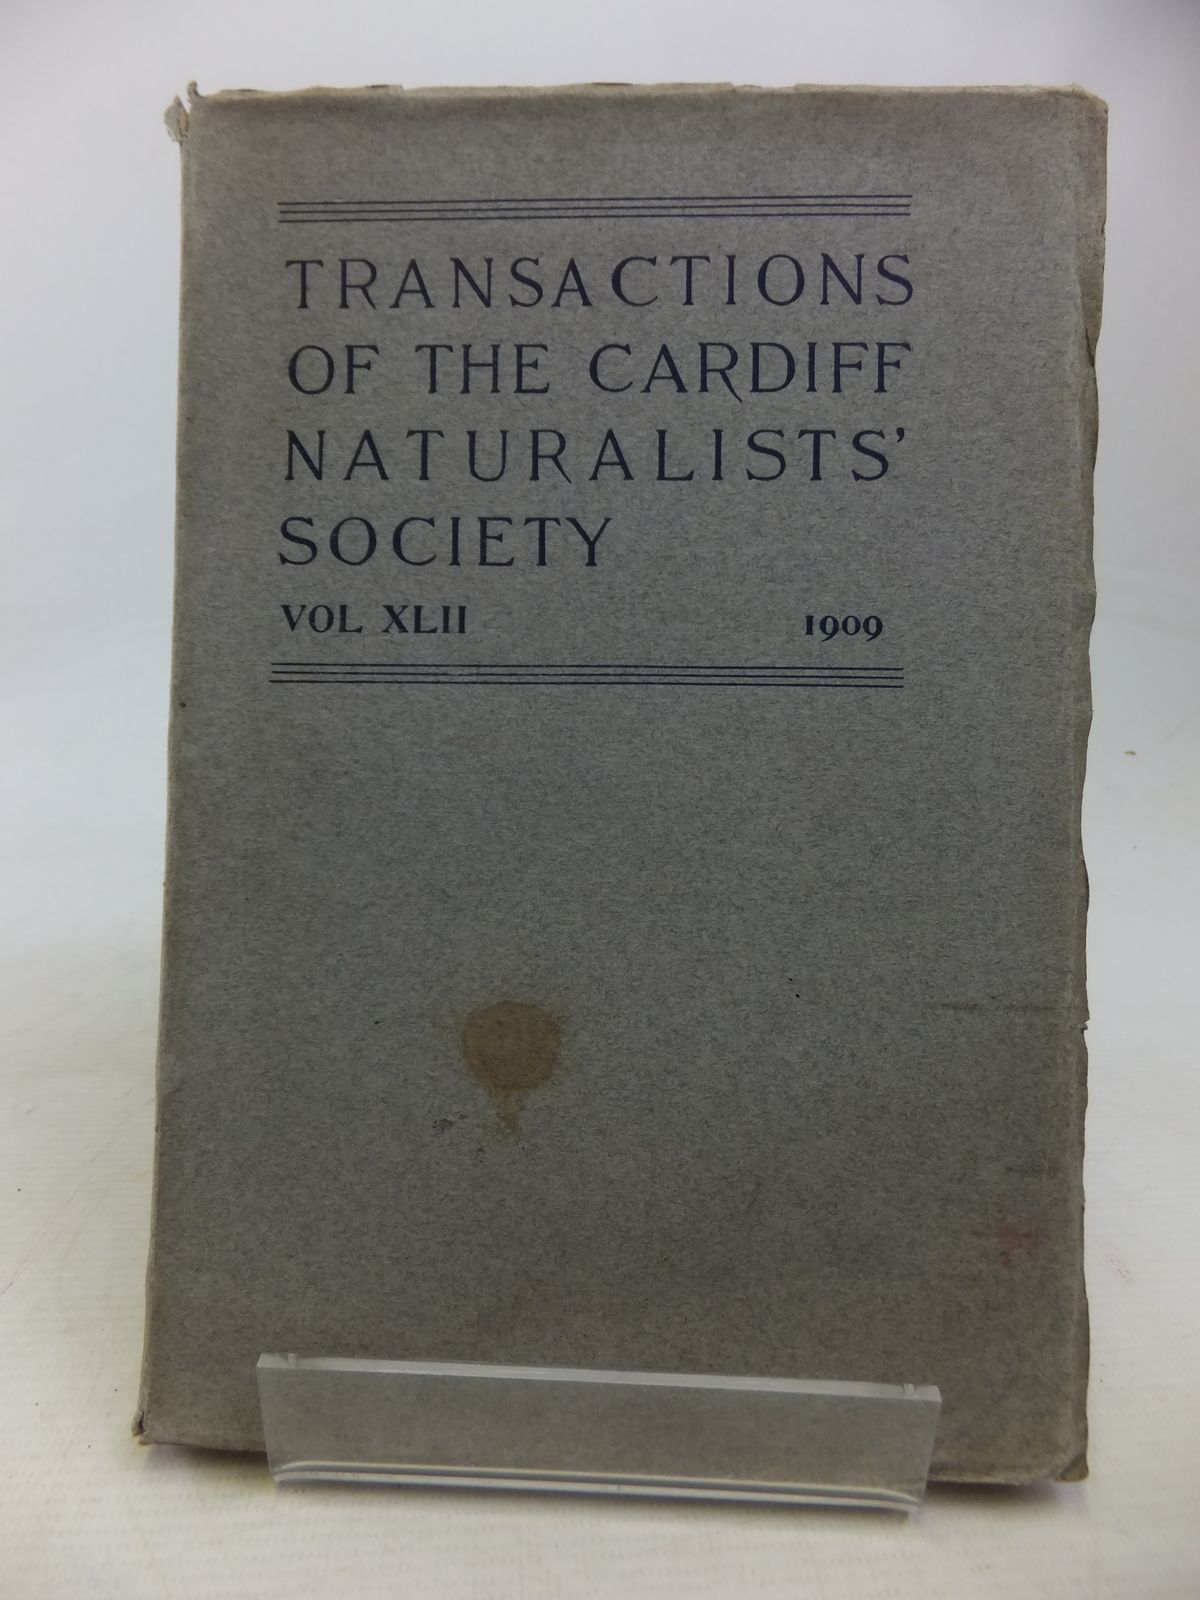 TRANSACTIONS
OF THE CARDIFF
NATURALISTS'
SOCIETY
VOL XLII 1909